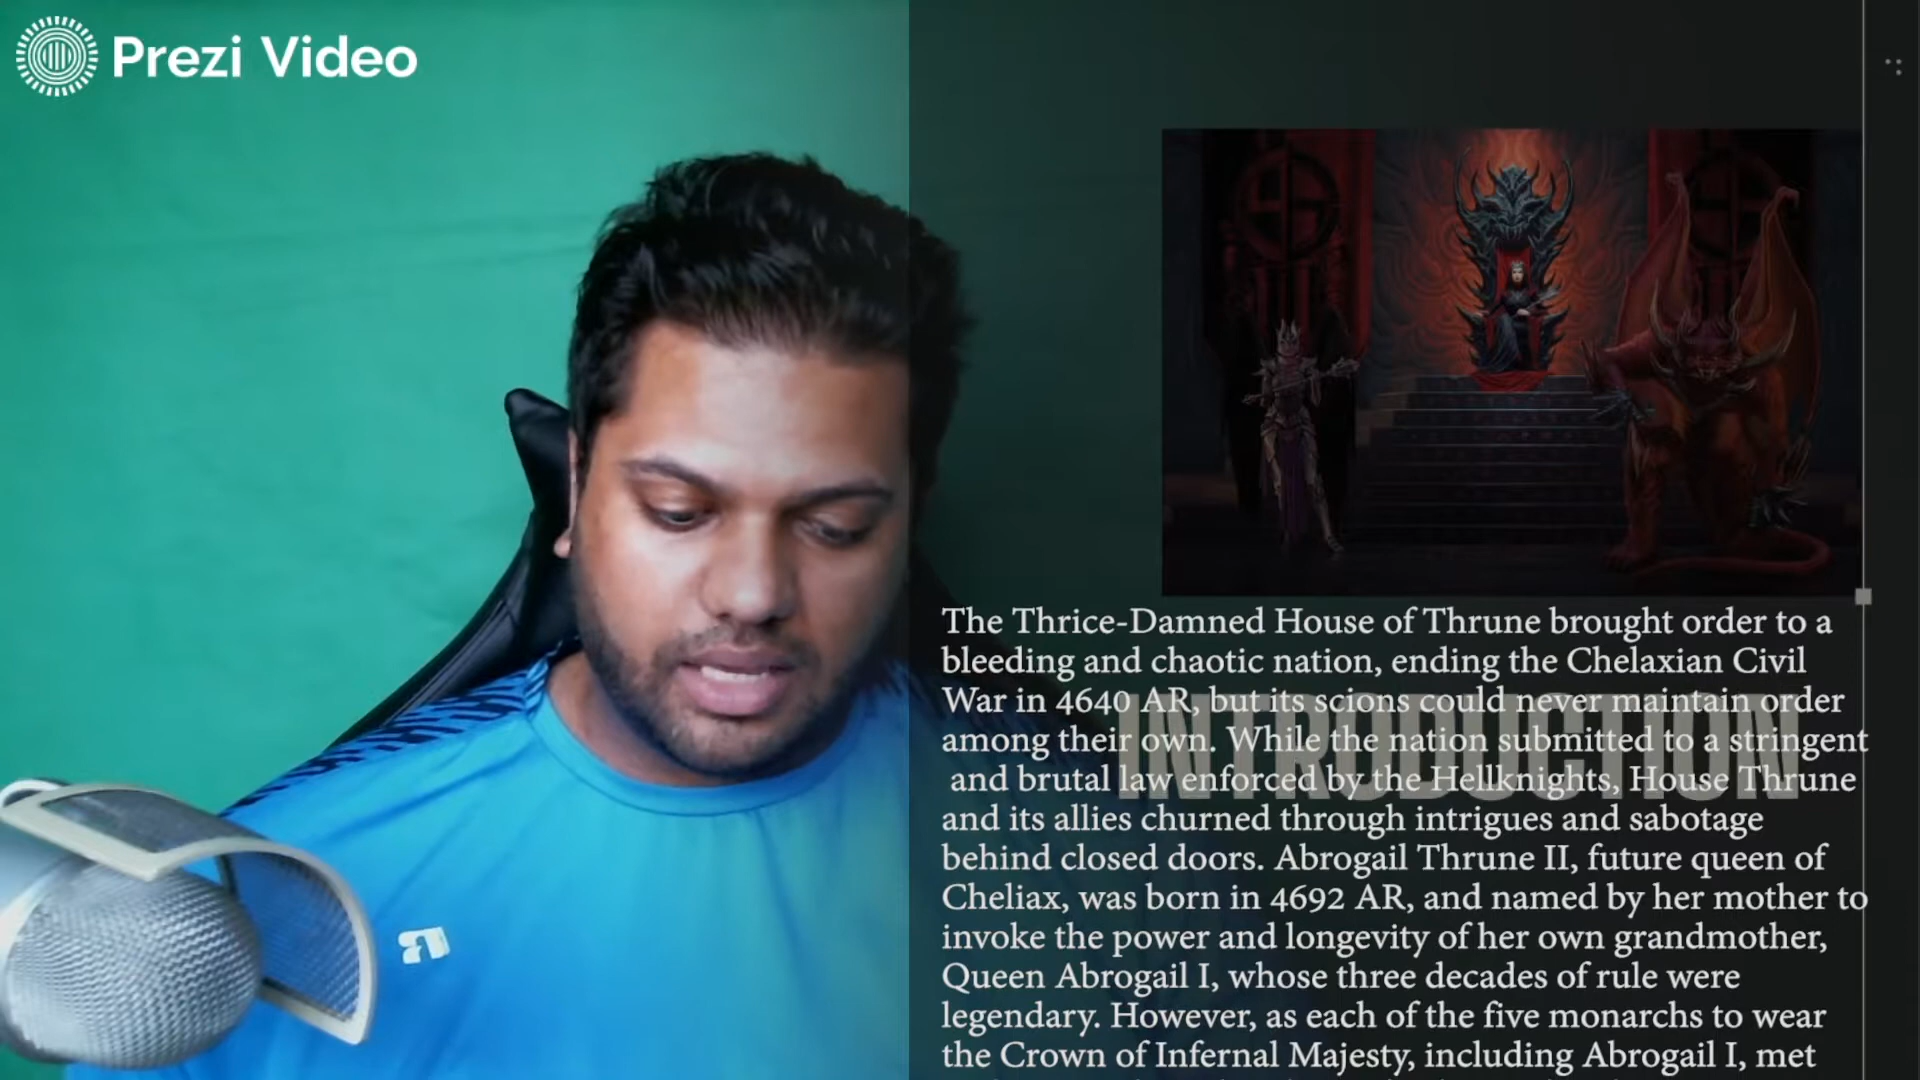 Prezi Video
The Thrice-Damned House of Thrune brought order to a
bleeding and chaotic nation, ending the Chelaxian Civil
War in 4640 AR, but its scions could never maintain order
among their own. While the nation submitted to a stringent
and brutal law enforced by the Hellknights, House Thrune
and its allies churned through intrigues and sabotage
behind closed doors. Abrogail Thrune II, future queen of
Cheliax, was born in 4692 AR, and named by her mother to
invoke the power and longevity of her own grandmother,
Queen Abrogail I, whose three decades of rule were
legendary. However, as each of the five monarchs to wear
the Crown of Infernal Majesty, including Abrogail I, met
INTRODUCTION